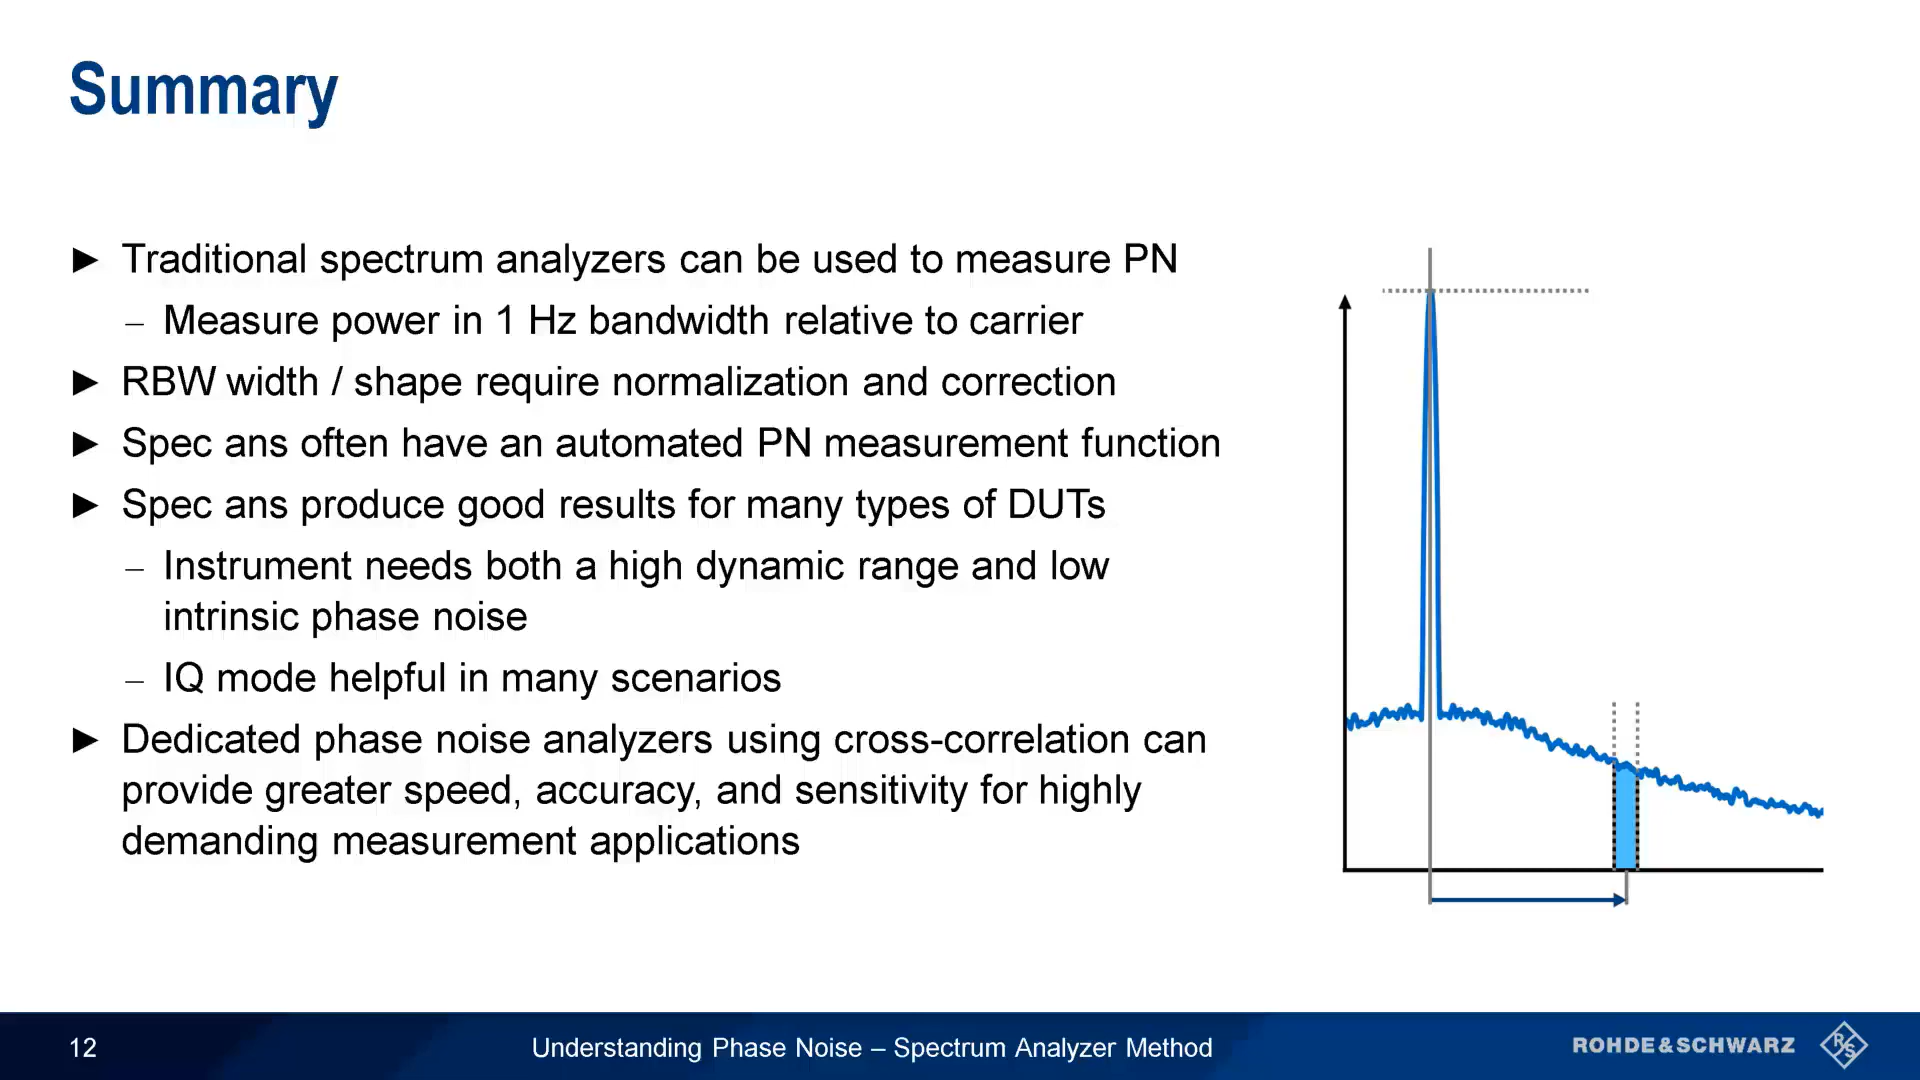 Summary
► Traditional spectrum analyzers can be used to measure PN
– Measure power in 1 Hz bandwidth relative to carrier
► RBW width / shape require normalization and correction
► Spec ans often have an automated PN measurement function
► Spec ans produce good results for many types of DUTs
– Instrument needs both a high dynamic range and low
intrinsic phase noise
– IQ mode helpful in many scenarios
► Dedicated phase noise analyzers using cross-correlation can
provide greater speed, accuracy, and sensitivity for highly
demanding measurement applications
12
Understanding Phase Noise – Spectrum Analyzer Method
ROHDE&SCHWARZ
R&S